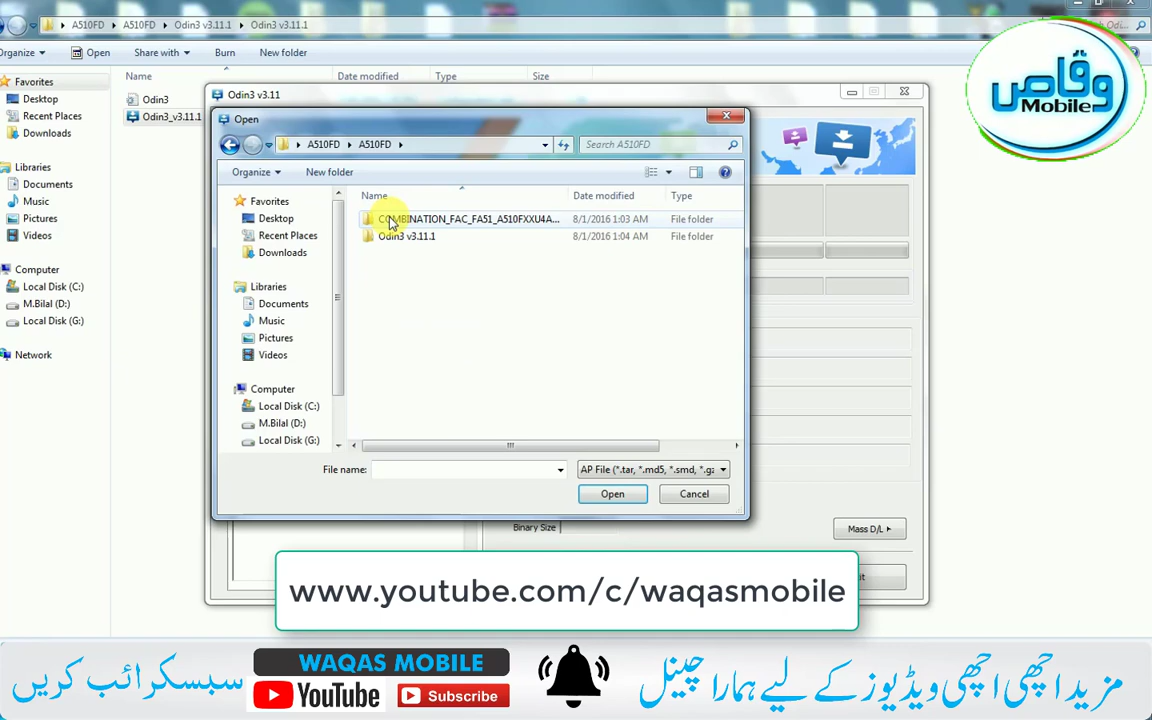 A510FD ▸ A510FD ▸ Odin3 v3.11.1 ▸ Odin3 v3.11.1
Organize
Open
Share with
Burn
New folder
وقاص
Mobile
Favorites
Desktop
Recent Places
Downloads
Libraries
Documents
Music
Pictures
Videos
Computer
Local Disk (C:)
M.Bilal (D:)
Local Disk (G:)
Network
Name
Date modified
Type
Size
Odin3
Odin3_v3.11.1
Odin3 v3.11
Open
A510FD ▸ A510FD ▸
Search A510FD
Organize
New folder
Favorites
Desktop
Recent Places
Downloads
Libraries
Documents
Music
Pictures
Videos
Computer
Local Disk (C:)
M.Bilal (D:)
Local Disk (G:)
Name
Date modified
Type
COMBINATION_FAC_FA51_A510FXXU4A... 8/1/2016 1:03 AM File folder
Odin3 v3.11.1 8/1/2016 1:04 AM File folder
File name:
AP File (*.tar, *.md5, *.smd, *.gz
Open
Cancel
Binary Size
Mass D/L
www.youtube.com/c/waqasmobile
مزید اچھی اچھی ویڈیوز کے لیے ہمارا چینل
WAQAS MOBILE
YouTube
Subscribe
سبسکرائب کریں